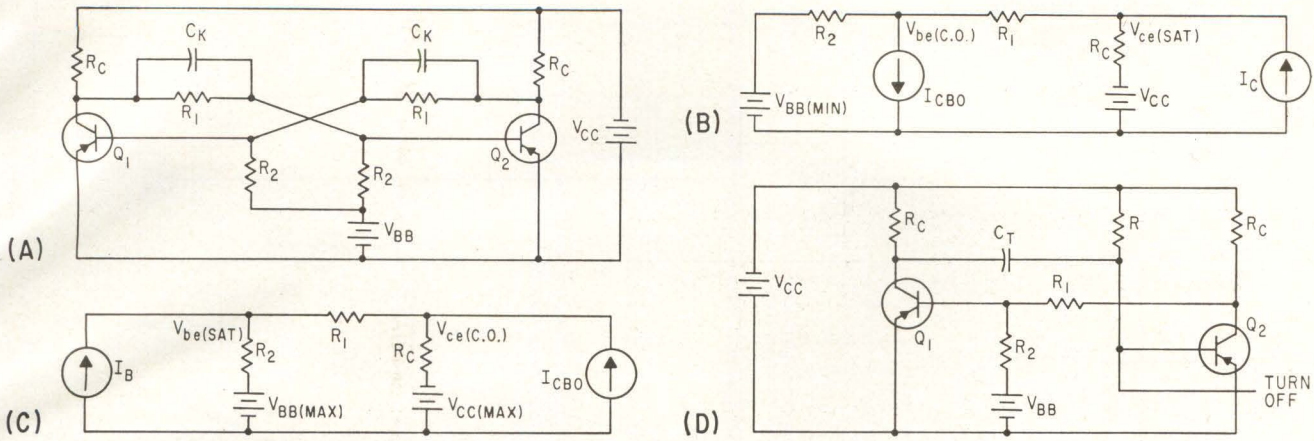 (A)
C_K
C_K
R_C
R_C
R_1
R_1
Q_1
Q_2
R_2
R_2
V_CC
V_BB
(B)
R_2
V_be(C.O.)
R_1
V_ce(SAT)
R_C
I_CBO
V_BB(MIN)
V_CC
I_C
(C)
V_be(SAT)
R_1
V_ce(C.O.)
I_B
R_2
R_C
I_CBO
V_BB(MAX)
V_CC(MAX)
(D)
R_C
C_T
R
R_C
V_CC
R_1
Q_1
R_2
Q_2
V_BB
TURN
OFF